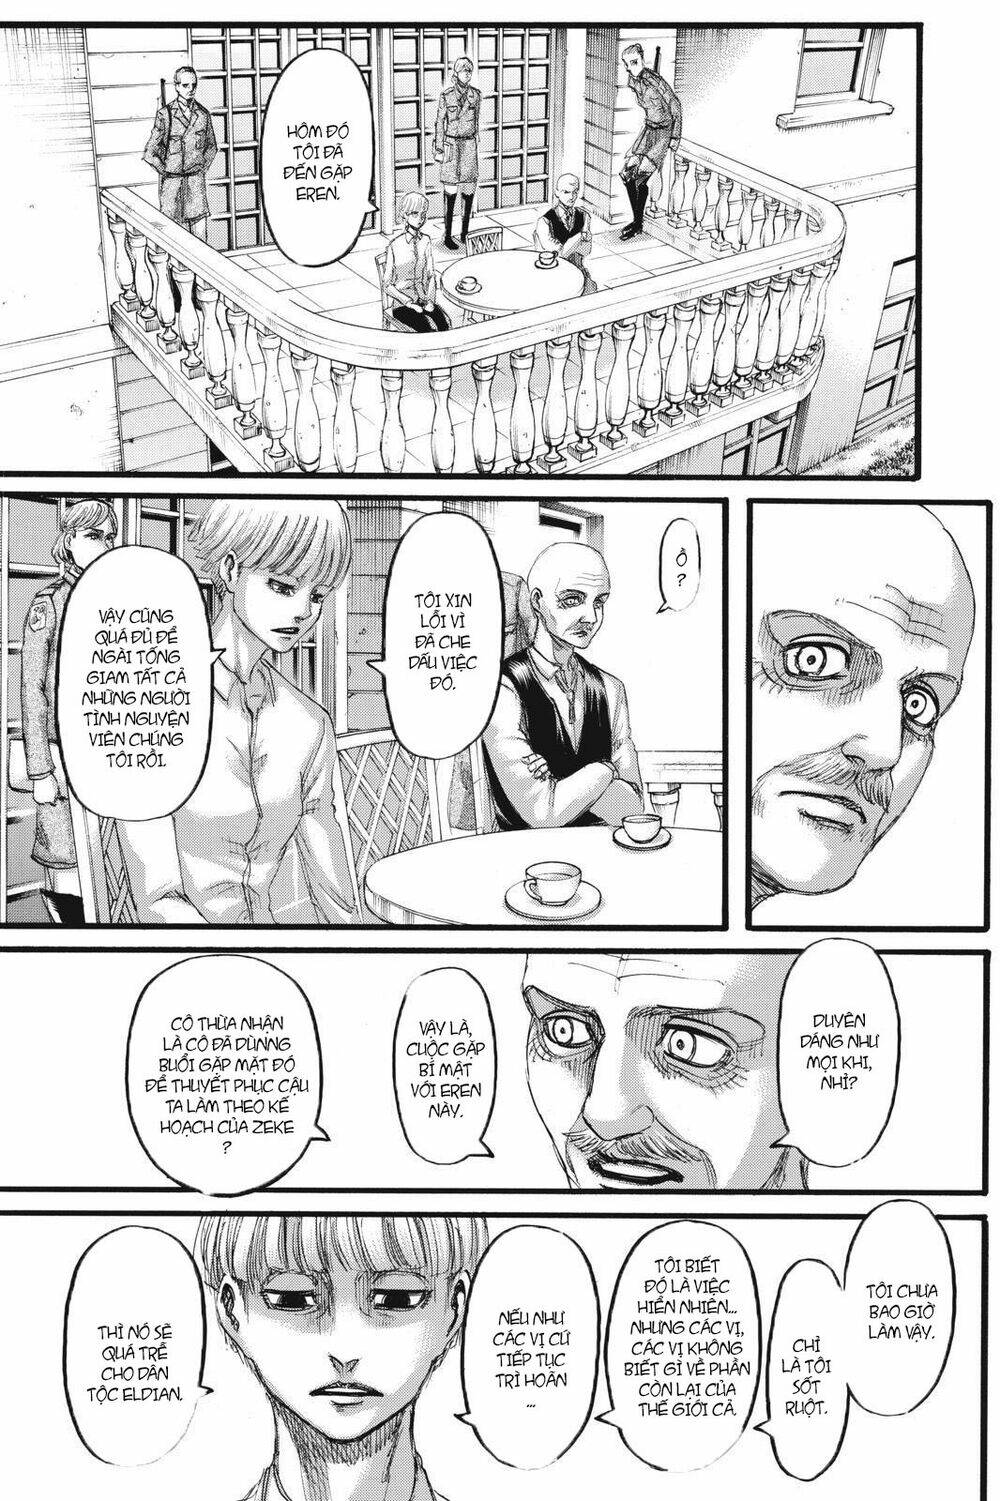 HÔM ĐÓ
TÔI ĐÃ
ĐẾN GẶP
EREN.
Ồ
?
TÔI XIN
LỖI VÌ
ĐÃ CHE
DẤU VIỆC
ĐÓ.
VẬY CŨNG
QUÁ ĐỦ ĐỂ
NGÀI TỐNG
GIAM TẤT CẢ
NHỮNG NGƯỜI
TÌNH NGUYỆN
VIÊN CHÚNG
TÔI RỒI.
DUYÊN
DÁNG NHƯ
MỌI KHI,
NHỈ?
VẬY LÀ,
CUỘC GẶP
BÍ MẬT
VỚI EREN
NÀY.
CÔ THỪA NHẬN
LÀ CÔ ĐÃ DÙNNG
BUỔI GẶP MẶT ĐÓ
ĐỂ THUYẾT PHỤC CẬU
TA LÀM THEO KẾ
HOẠCH CỦA ZEKE
?
TÔI CHƯA
BAO GIỜ
LÀM VẬY.
CHỈ
LÀ TÔI
SỐT
RUỘT.
TÔI BIẾT
ĐÓ LÀ VIỆC
HIỂN NHIÊN...
NHƯNG CÁC VỊ,
CÁC VỊ KHÔNG
BIẾT GÌ VỀ PHẦN
CÒN LẠI CỦA
THẾ GIỚI CẢ.
NẾU NHƯ
CÁC VỊ CỨ
TIẾP TỤC
TRÌ HOÃN
...
THÌ NÓ SẼ
QUÁ TRỄ
CHO DÂN
TỘC ELDIAN.